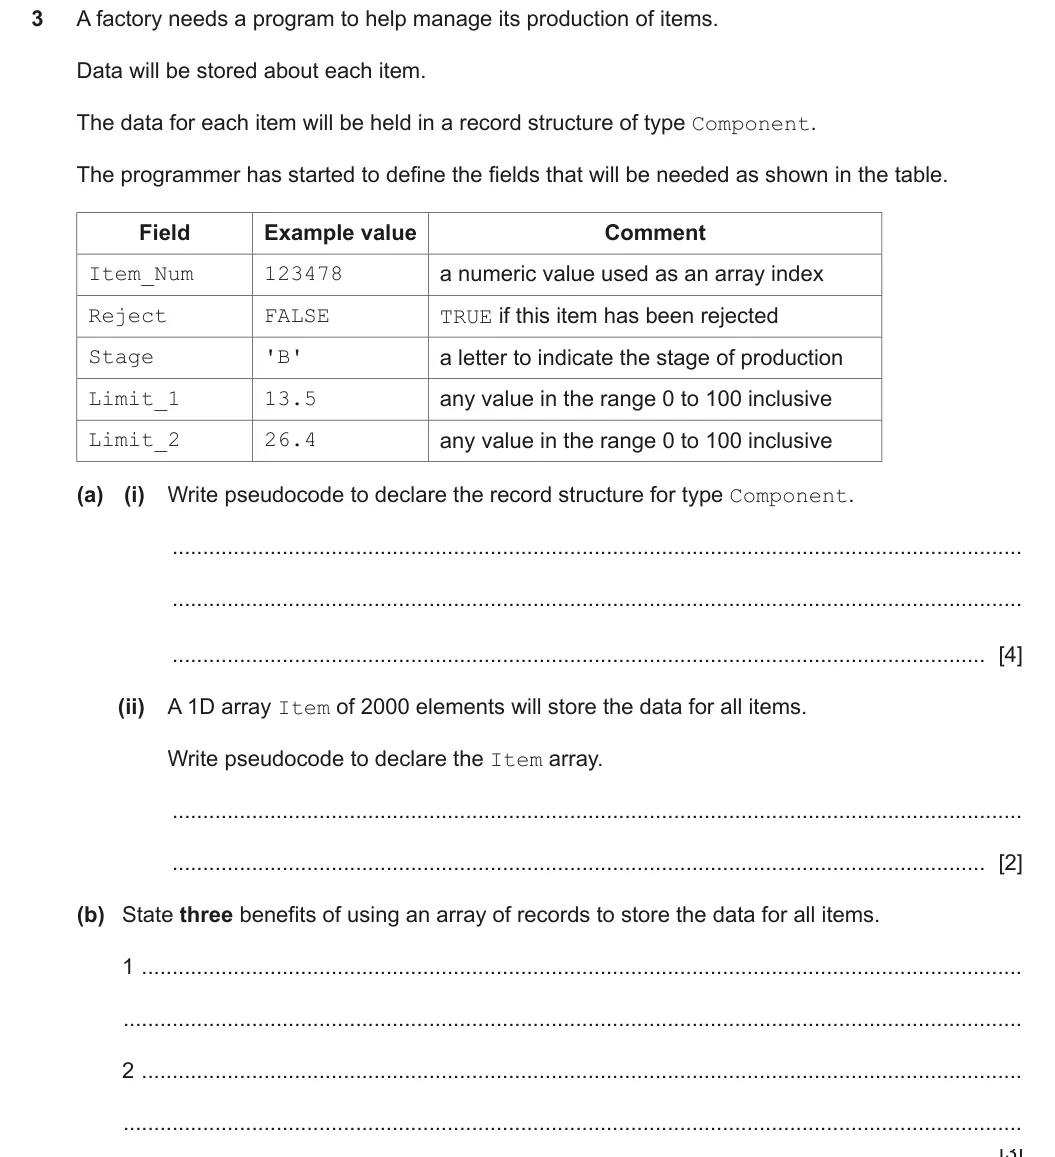 3 A factory needs a program to help manage its production of items.
Data will be stored about each item.
The data for each item will be held in a record structure of type Component.
The programmer has started to define the fields that will be needed as shown in the table.
Field Example value Comment
Item_Num 123478 a numeric value used as an array index
Reject FALSE TRUE if this item has been rejected
Stage 'B' a letter to indicate the stage of production
Limit_1 13.5 any value in the range 0 to 100 inclusive
Limit_2 26.4 any value in the range 0 to 100 inclusive
(a) (i) Write pseudocode to declare the record structure for type Component.
[4]
(ii) A 1D array Item of 2000 elements will store the data for all items.
Write pseudocode to declare the Item array.
[2]
(b) State three benefits of using an array of records to store the data for all items.
1
2